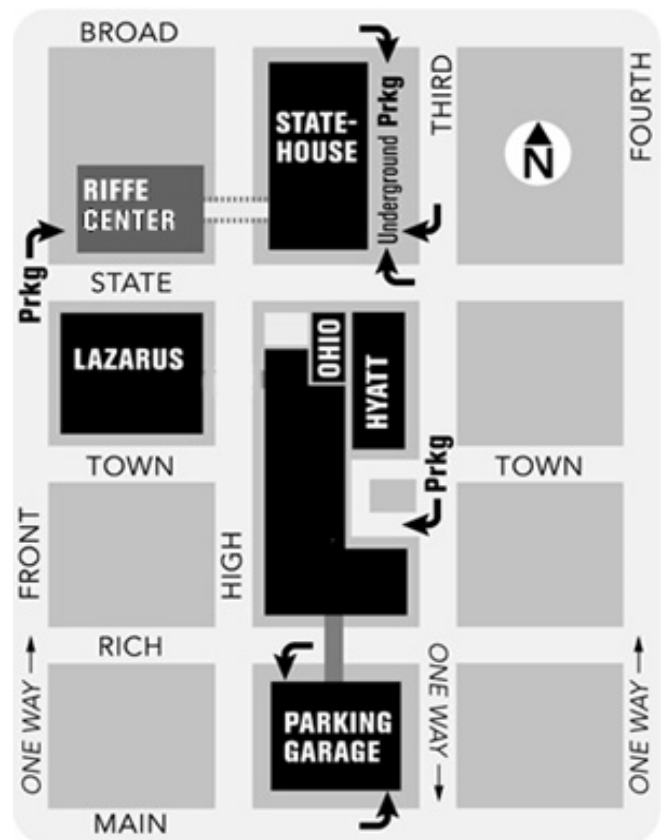 BROAD
STATE-
HOUSE
Underground Prkg
THIRD
FOURTH
N
RIFFE
CENTER
Prkg
STATE
LAZARUS
OHIO
HYATT
TOWN
Prkg
TOWN
FRONT
HIGH
RICH
ONE WAY
ONE WAY
ONE WAY
PARKING
GARAGE
MAIN